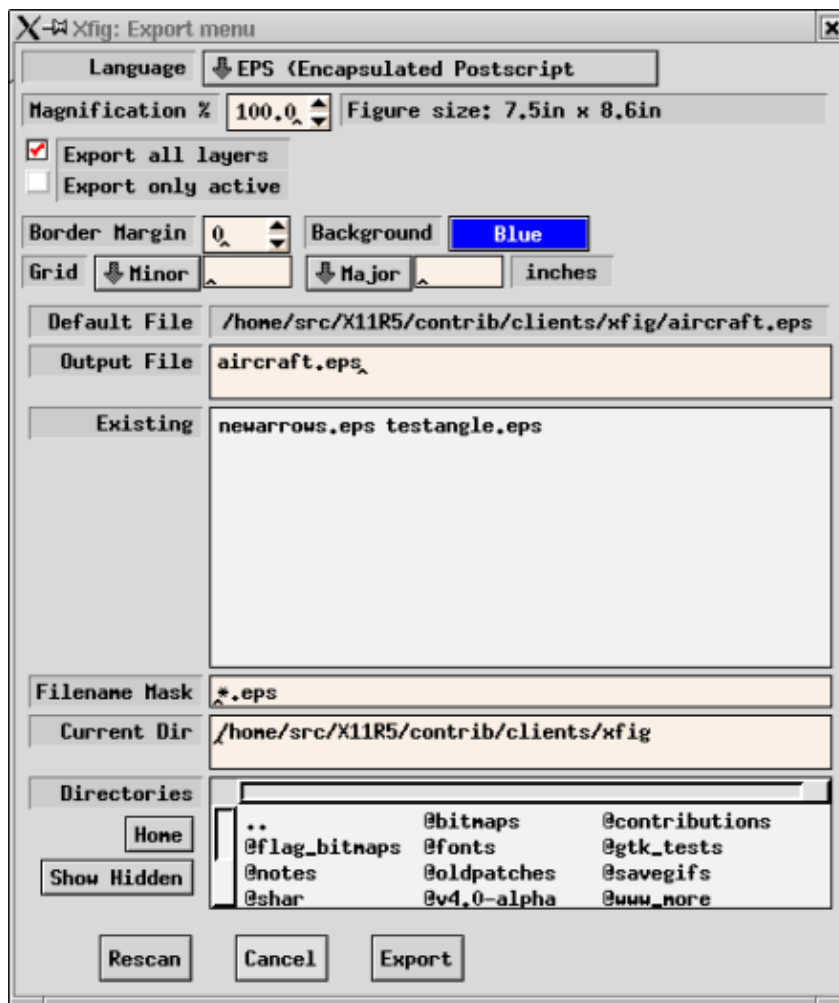 Xfig: Export menu
Language EPS (Encapsulated Postscript
Magnification % 100.0 Figure size: 7.5in x 8.6in
Export all layers
Export only active
Border Margin 0 Background Blue
Grid Minor Major inches
Default File /home/src/X11R5/contrib/clients/xfig/aircraft.eps
Output File aircraft.eps
Existing newarrows.eps testangle.eps
Filename Mask *.eps
Current Dir /home/src/X11R5/contrib/clients/xfig
Directories
.. @bitmaps @contributions
Home @flag_bitmaps @fonts @gtk_tests
Show Hidden @notes @oldpatches @savegifs
@shar @v4.0-alpha @www_more
Rescan Cancel Export